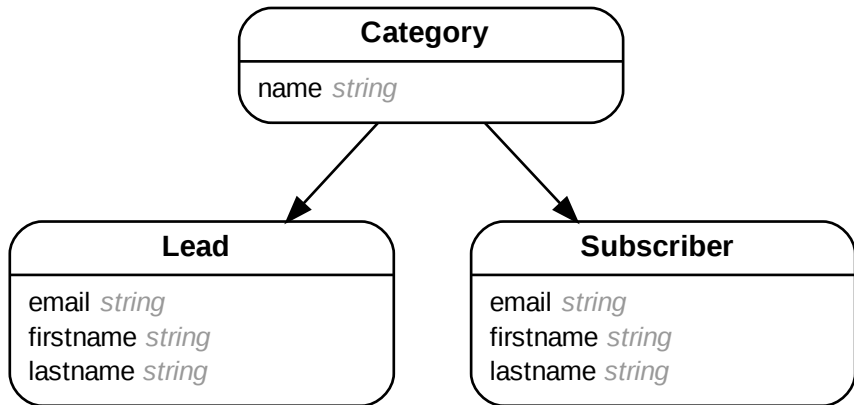 Category
name string
Lead
email string
firstname string
lastname string
Subscriber
email string
firstname string
lastname string